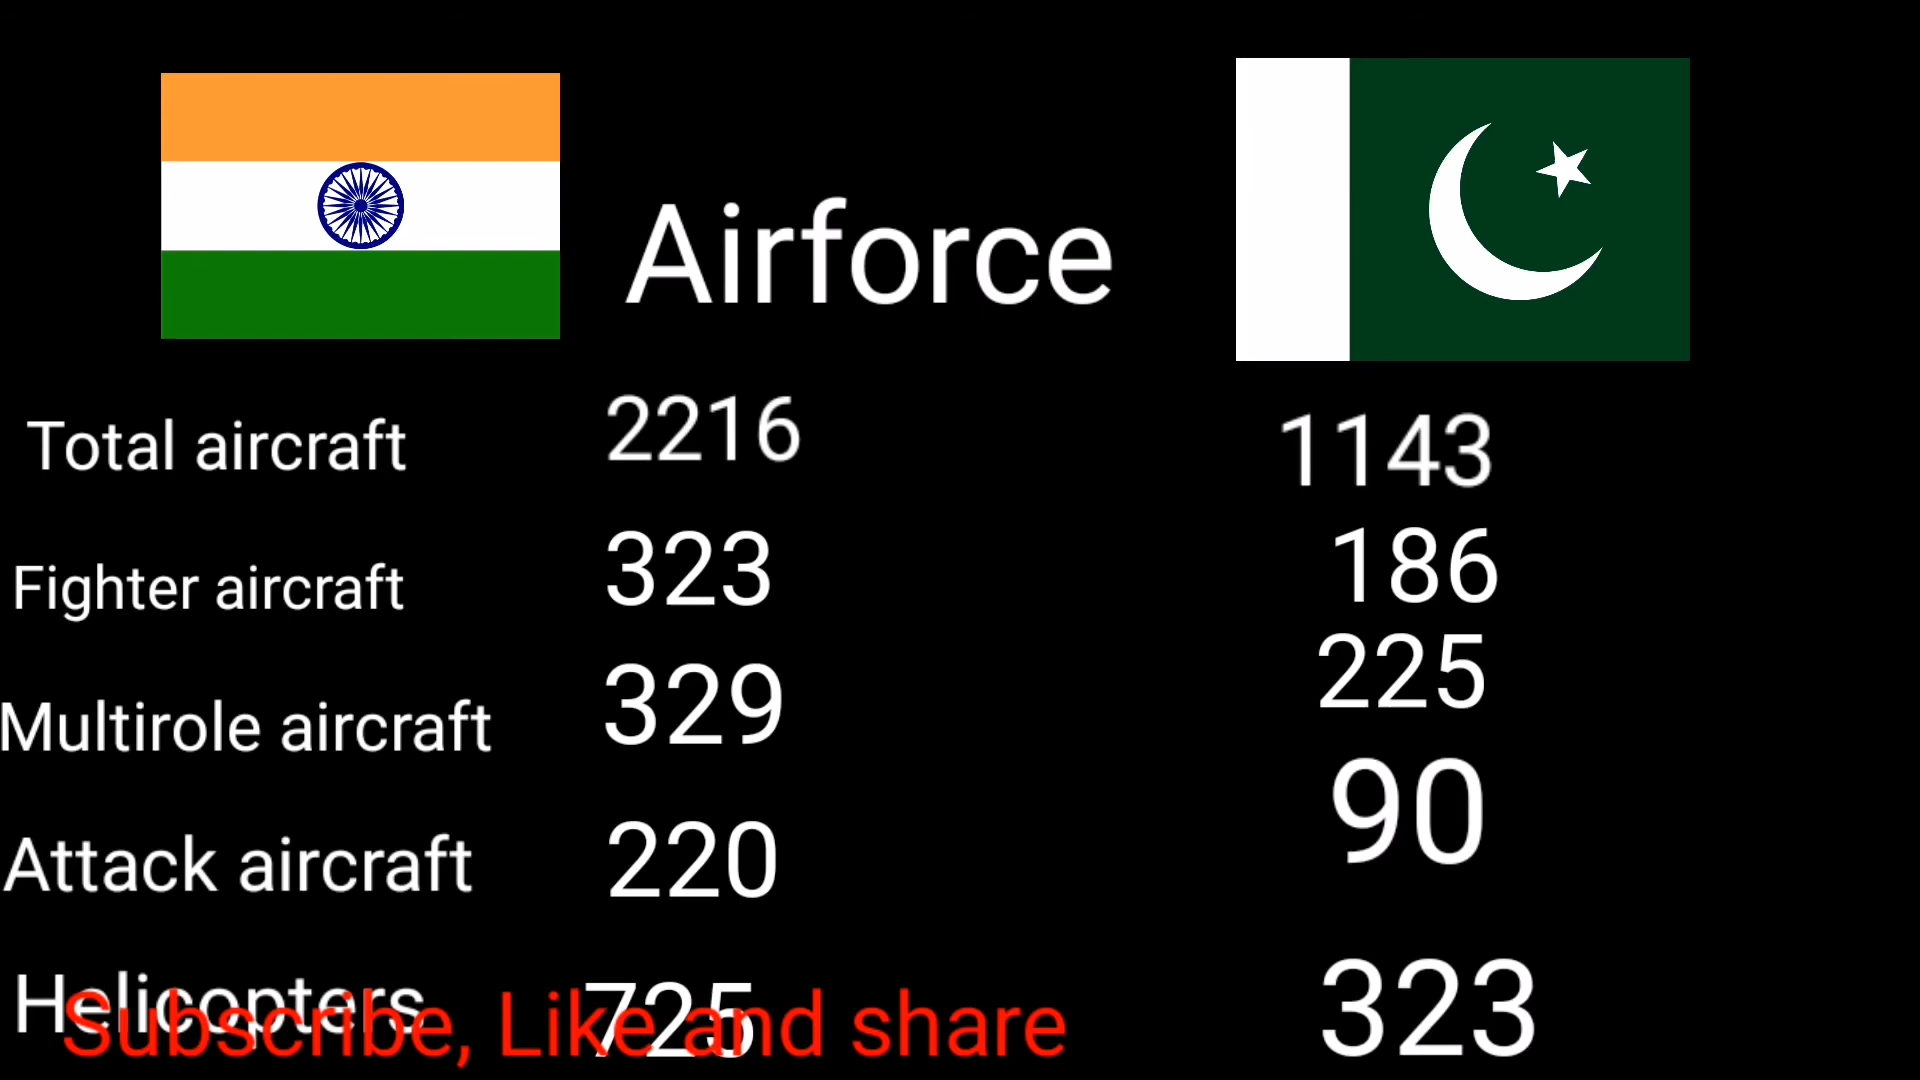 Airforce
Total aircraft 2216 1143
Fighter aircraft 323 186
Multirole aircraft 329 225
Attack aircraft 220 90
Helicopters 725 323
Subscribe, Like and share